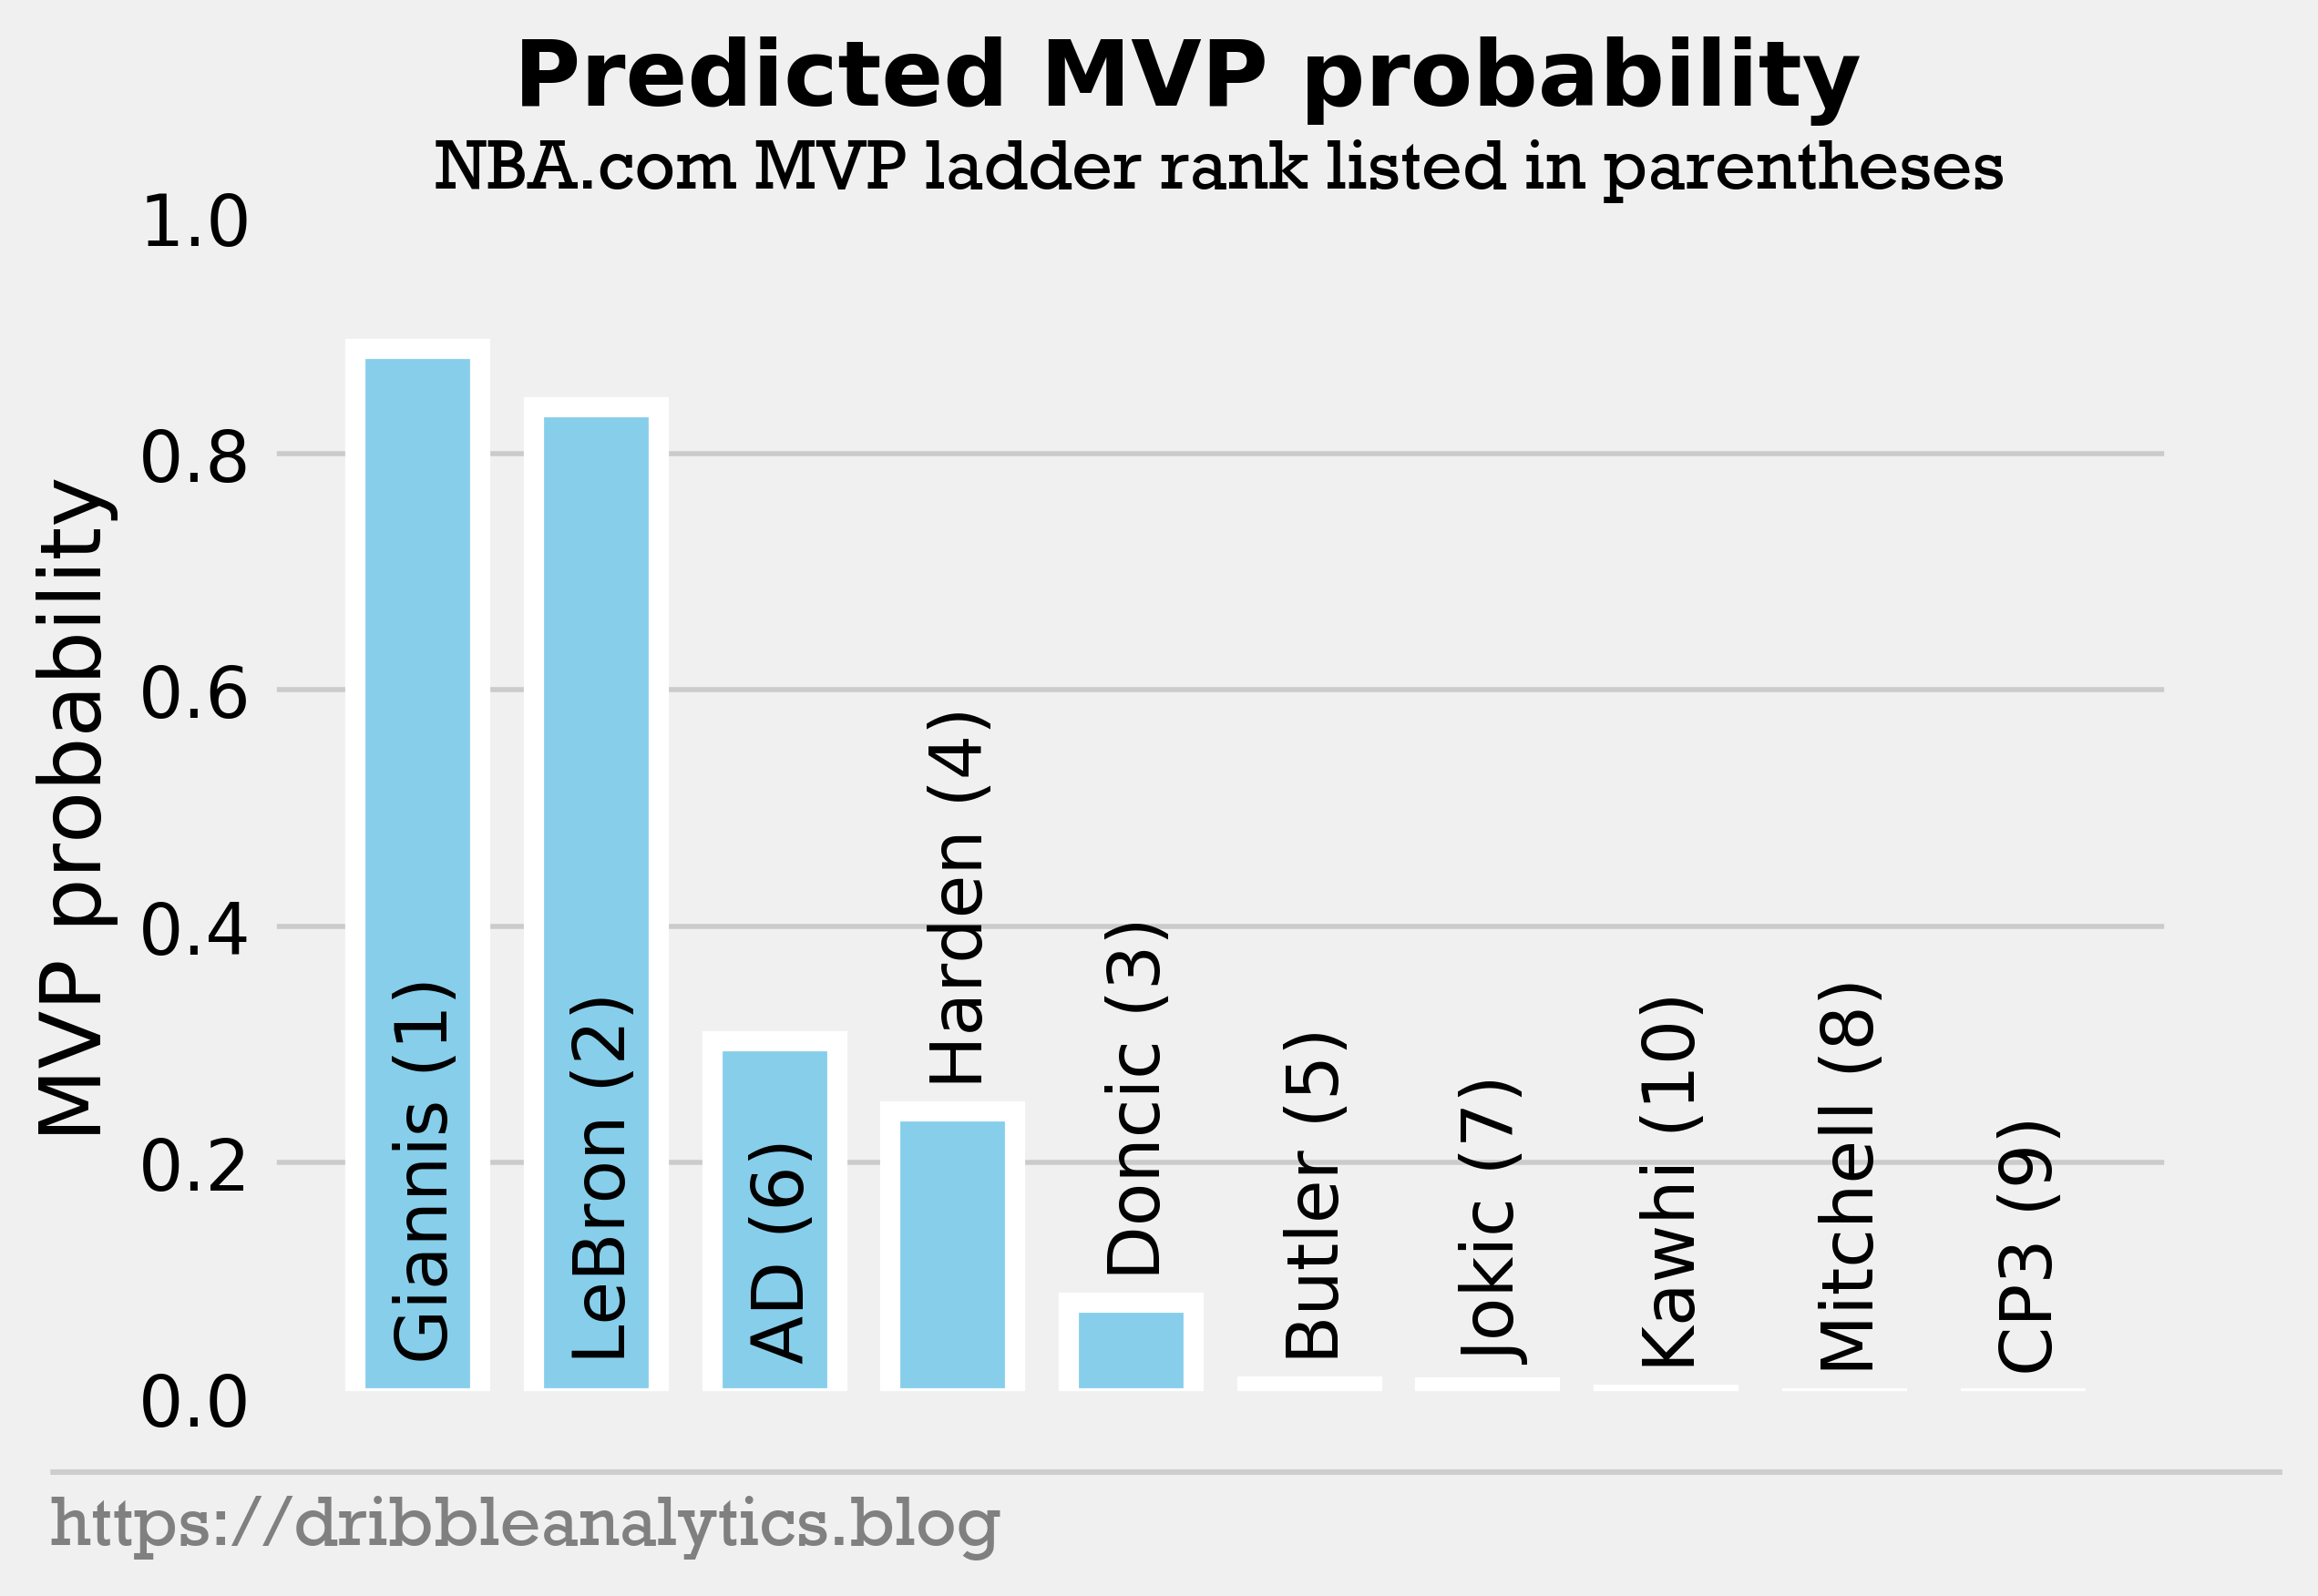 Predicted MVP probability
NBA.com MVP ladder rank listed in parentheses
MVP probability
1.0
0.8
0.6
0.4
0.2
0.0
Giannis (1)
LeBron (2)
AD (6)
Harden (4)
Doncic (3)
Butler (5)
Jokic (7)
Kawhi (10)
Mitchell (8)
CP3 (9)
https://dribbleanalytics.blog